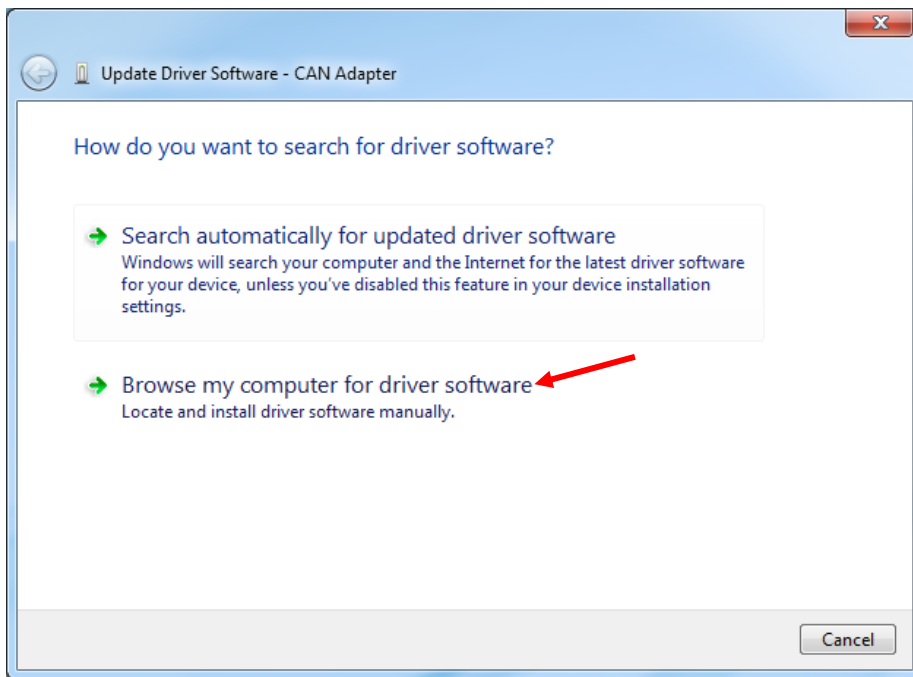 Update Driver Software - CAN Adapter
How do you want to search for driver software?
Search automatically for updated driver software
Windows will search your computer and the Internet for the latest driver software
for your device, unless you've disabled this feature in your device installation
settings.
Browse my computer for driver software
Locate and install driver software manually.
Cancel